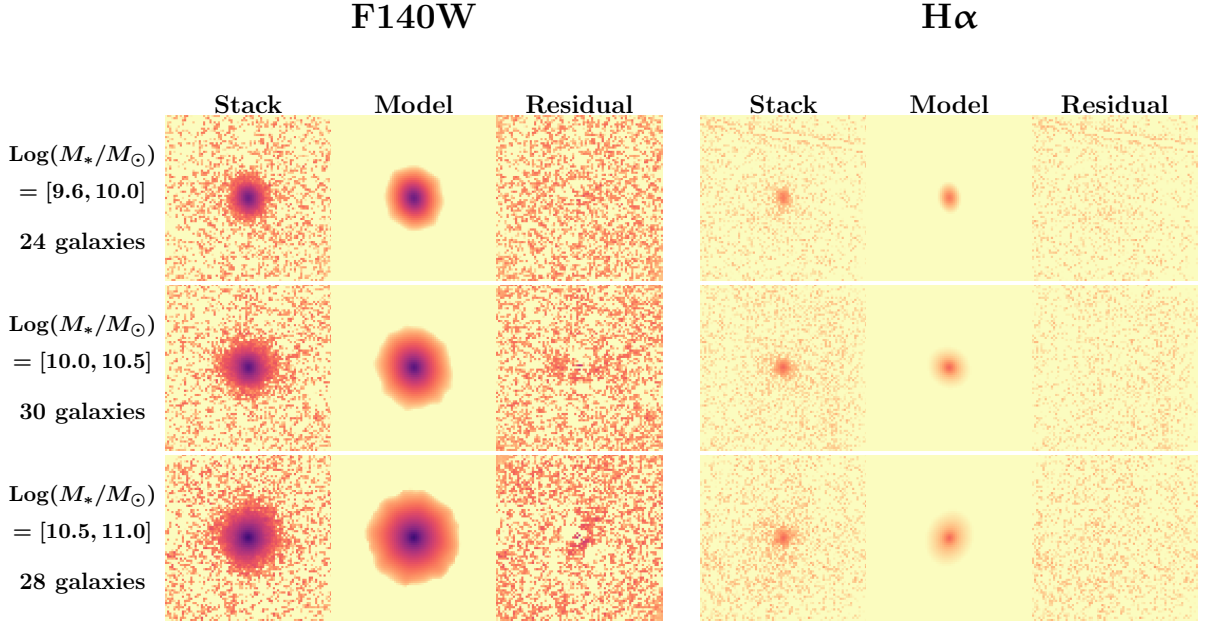 F140W Hα
Stack Model Residual Stack Model Residual
Log(M∗/M⊙)
= [9.6, 10.0]
24 galaxies
Log(M∗/M⊙)
= [10.0, 10.5]
30 galaxies
Log(M∗/M⊙)
= [10.5, 11.0]
28 galaxies